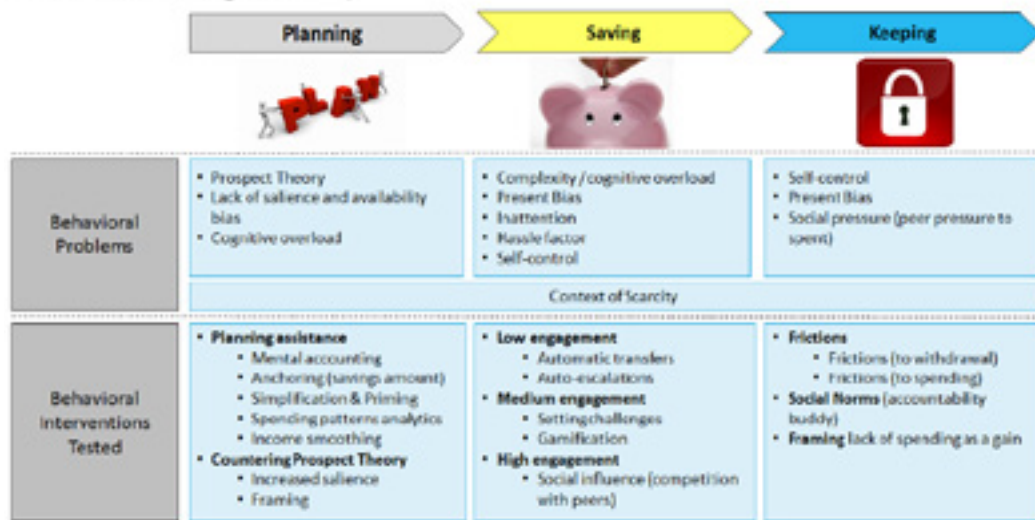 Planning
Saving
Keeping
PLAN
Behavioral
Problems
• Prospect Theory
• Lack of salience and availability
bias
• Cognitive overload
• Complexity / cognitive overload
• Present Bias
• Inattention
• Hassle factor
• Self-control
• Self-control
• Present Bias
• Social pressure (peer pressure to
spent)
Context of Scarcity
Behavioral
Interventions
Tested
• Planning assistance
• Mental accounting
• Anchoring (savings amount)
• Simplification & Priming
• Spending patterns analytics
• Income smoothing
• Countering Prospect Theory
• Increased salience
• Framing
• Low engagement
• Automatic transfers
• Auto-escalations
• Medium engagement
• Setting challenges
• Gamification
• High engagement
• Social influence (competition
with peers)
• Frictions
• Frictions (to withdrawal)
• Frictions (to spending)
• Social Norms (accountability
buddy)
• Framing lack of spending as a gain